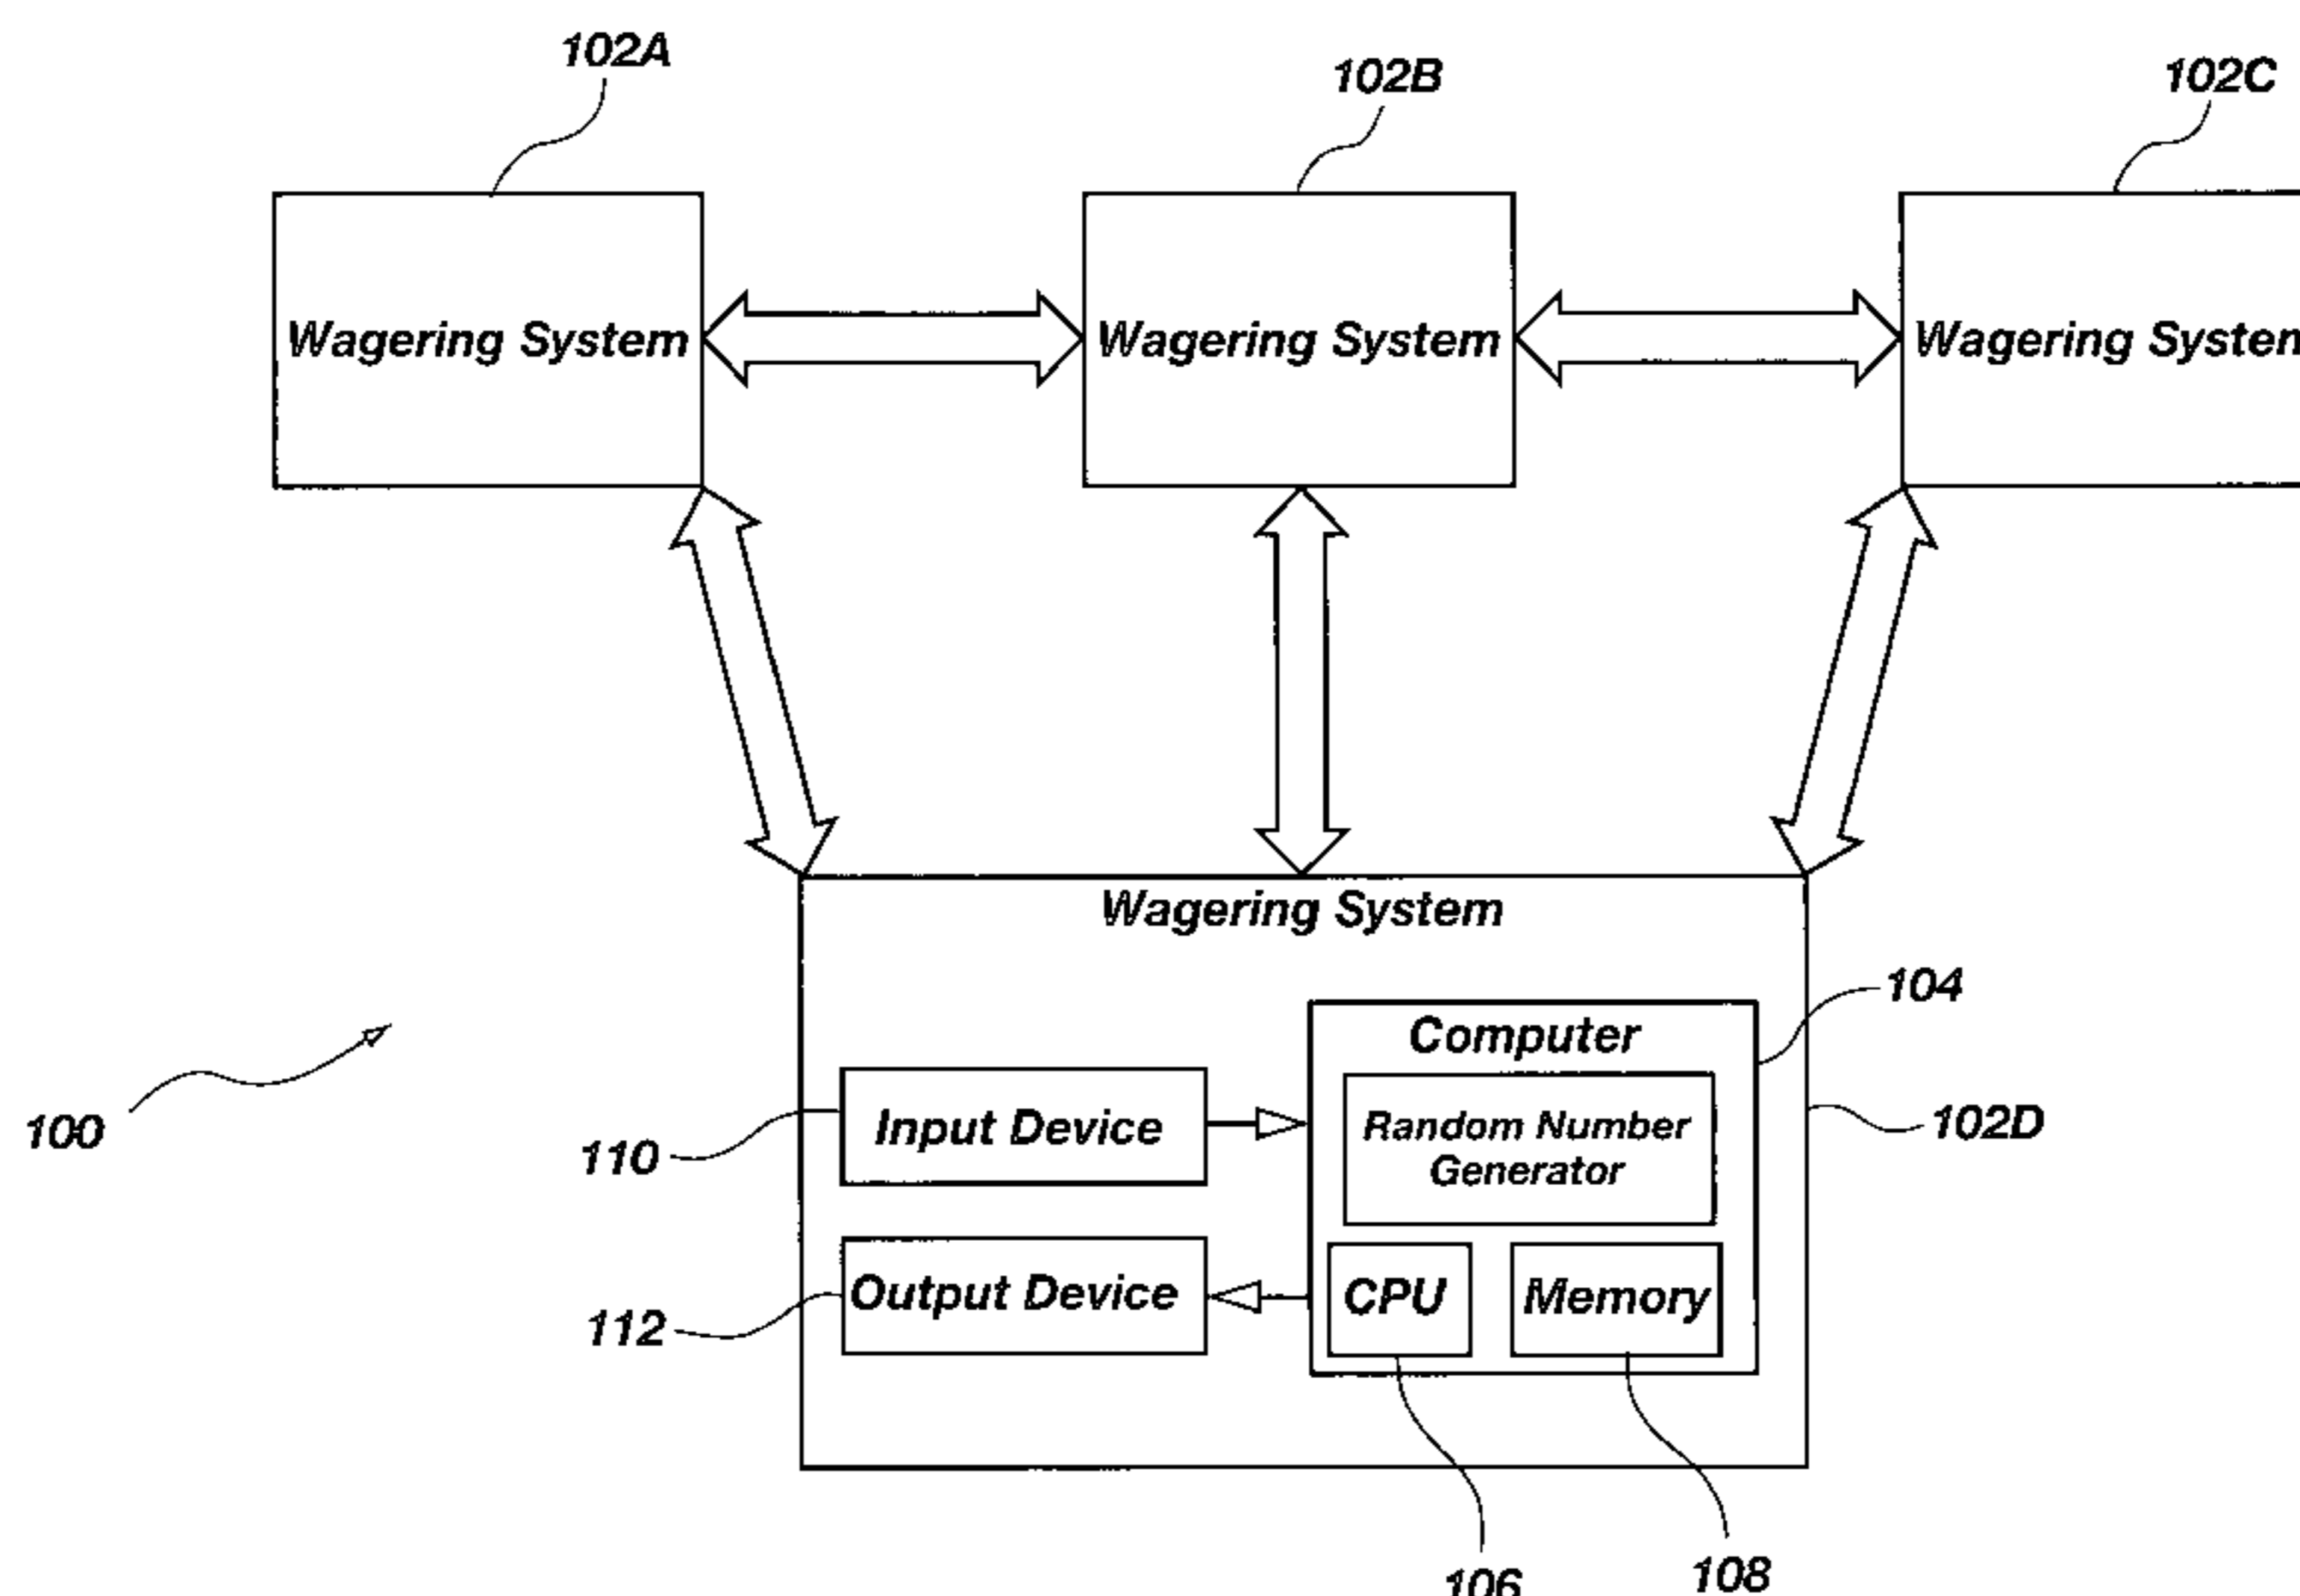 102A
102B
102C
Wagering System
Wagering System
Wagering System
Wagering System
104
Computer
100
110
Input Device
Random Number
Generator
102D
112
Output Device
CPU
Memory
106
108